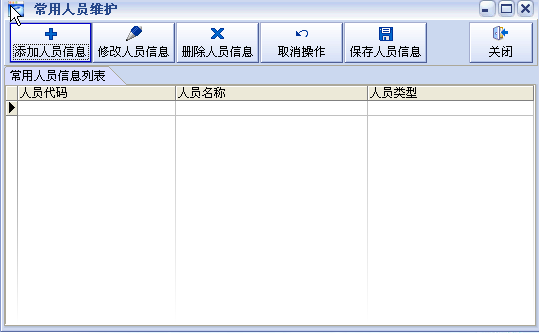 常用人员维护
添加人员信息 修改人员信息 删除人员信息 取消操作 保存人员信息 关闭
常用人员信息列表
人员代码 人员名称 人员类型